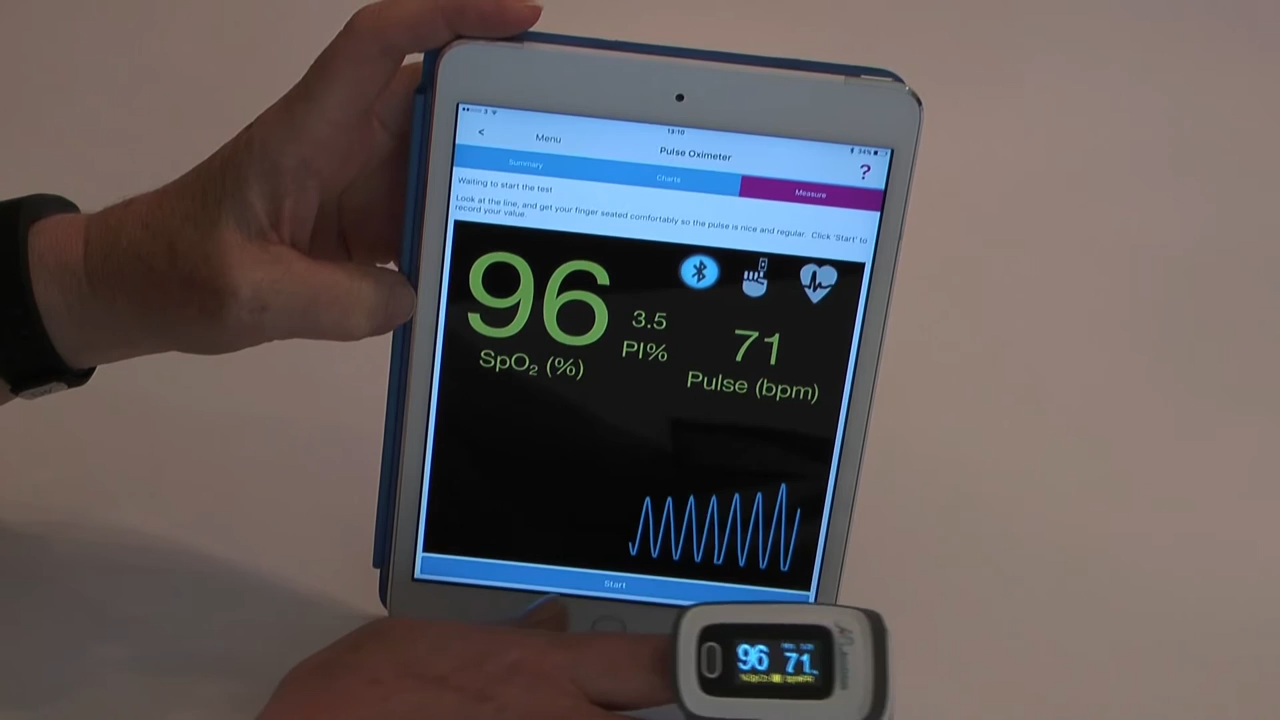 3
13:10
34%
<
Menu
Pulse Oximeter
?
Summary
Charts
Measure
Waiting to start the test
Look at the line, and get your finger seated comfortably so the pulse is nice and regular. Click 'Start' to
record your value.
96
SpO₂ (%)
3.5
PI%
71
Pulse (bpm)
Start
96 71